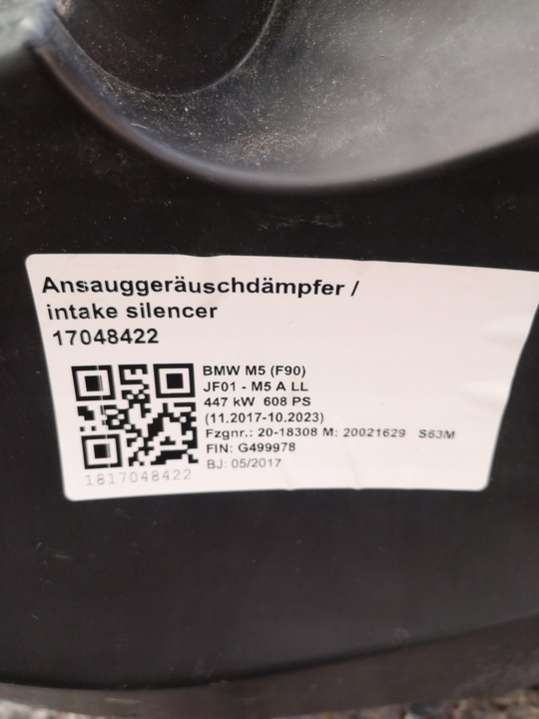 Ansauggeräuschdämpfer /
intake silencer
17048422
BMW M5 (F90)
JF01 - M5 A LL
447 kW 608 PS
(11.2017-10.2023)
Fzgnr.: 20-18308 M: 20021629 S63M
FIN: G499978
BJ: 05/2017
1817048422